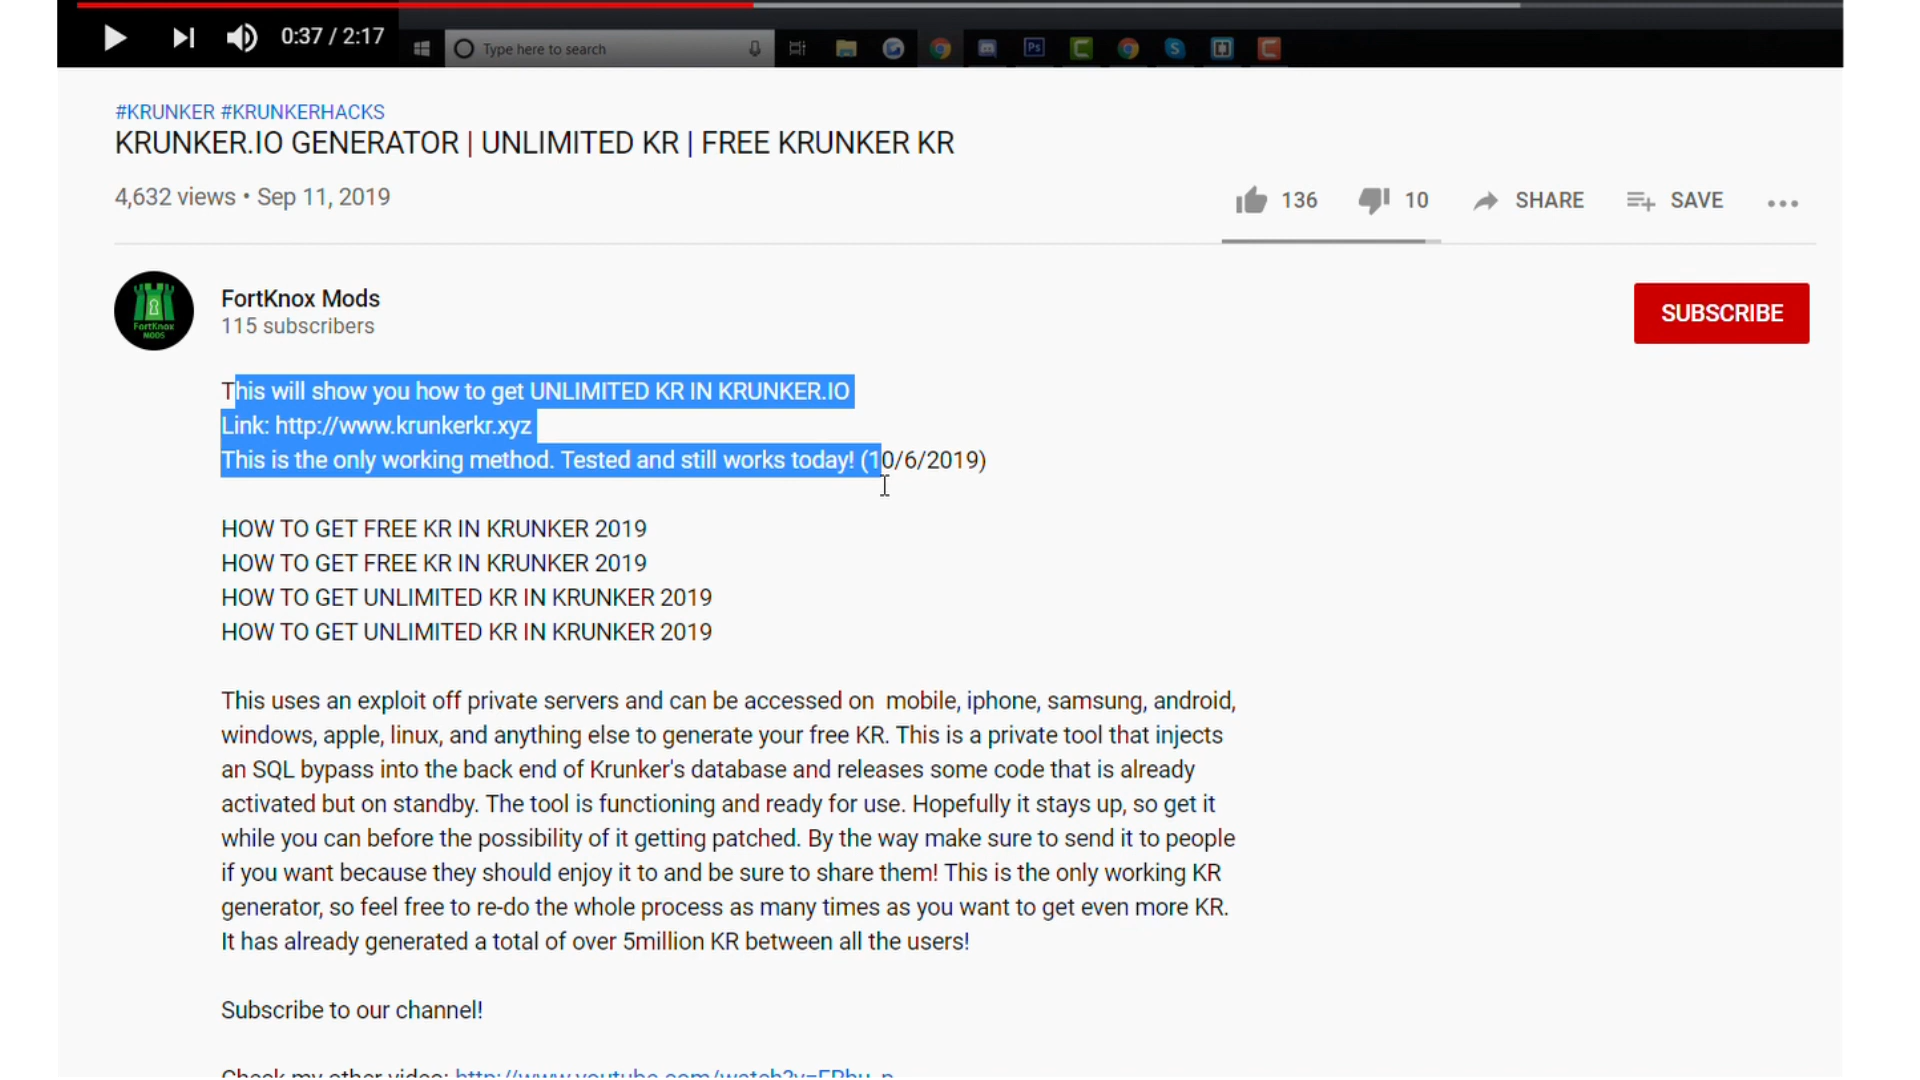 0:37 / 2:17
Type here to search
#KRUNKER #KRUNKERHACKS
KRUNKER.IO GENERATOR | UNLIMITED KR | FREE KRUNKER KR
4,632 views • Sep 11, 2019
136
10
SHARE
SAVE
FortKnox Mods
115 subscribers
FortKnox
MODS
SUBSCRIBE
This will show you how to get UNLIMITED KR IN KRUNKER.IO
Link: http://www.krunkerkr.xyz
This is the only working method. Tested and still works today! (10/6/2019)
HOW TO GET FREE KR IN KRUNKER 2019
HOW TO GET FREE KR IN KRUNKER 2019
HOW TO GET UNLIMITED KR IN KRUNKER 2019
HOW TO GET UNLIMITED KR IN KRUNKER 2019
This uses an exploit off private servers and can be accessed on  mobile, iphone, samsung, android,
windows, apple, linux, and anything else to generate your free KR. This is a private tool that injects
an SQL bypass into the back end of Krunker's database and releases some code that is already
activated but on standby. The tool is functioning and ready for use. Hopefully it stays up, so get it
while you can before the possibility of it getting patched. By the way make sure to send it to people
if you want because they should enjoy it to and be sure to share them! This is the only working KR
generator, so feel free to re-do the whole process as many times as you want to get even more KR.
It has already generated a total of over 5million KR between all the users!
Subscribe to our channel!
Check my other video: http://www.youtube.com/watch?v=